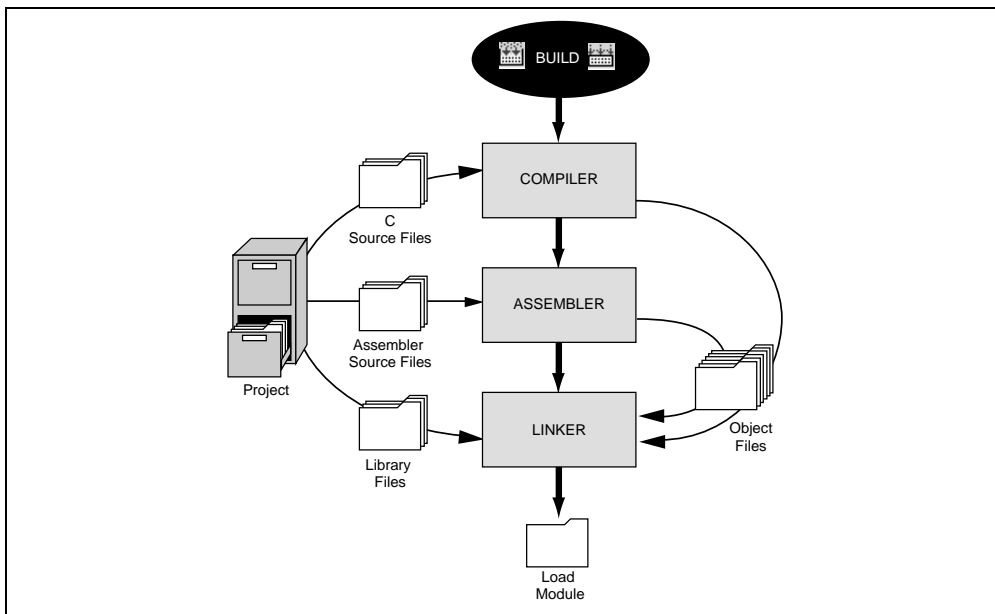 BUILD
COMPILER
C
Source Files
ASSEMBLER
Assembler
Source Files
Project
LINKER
Object
Files
Library
Files
Load
Module